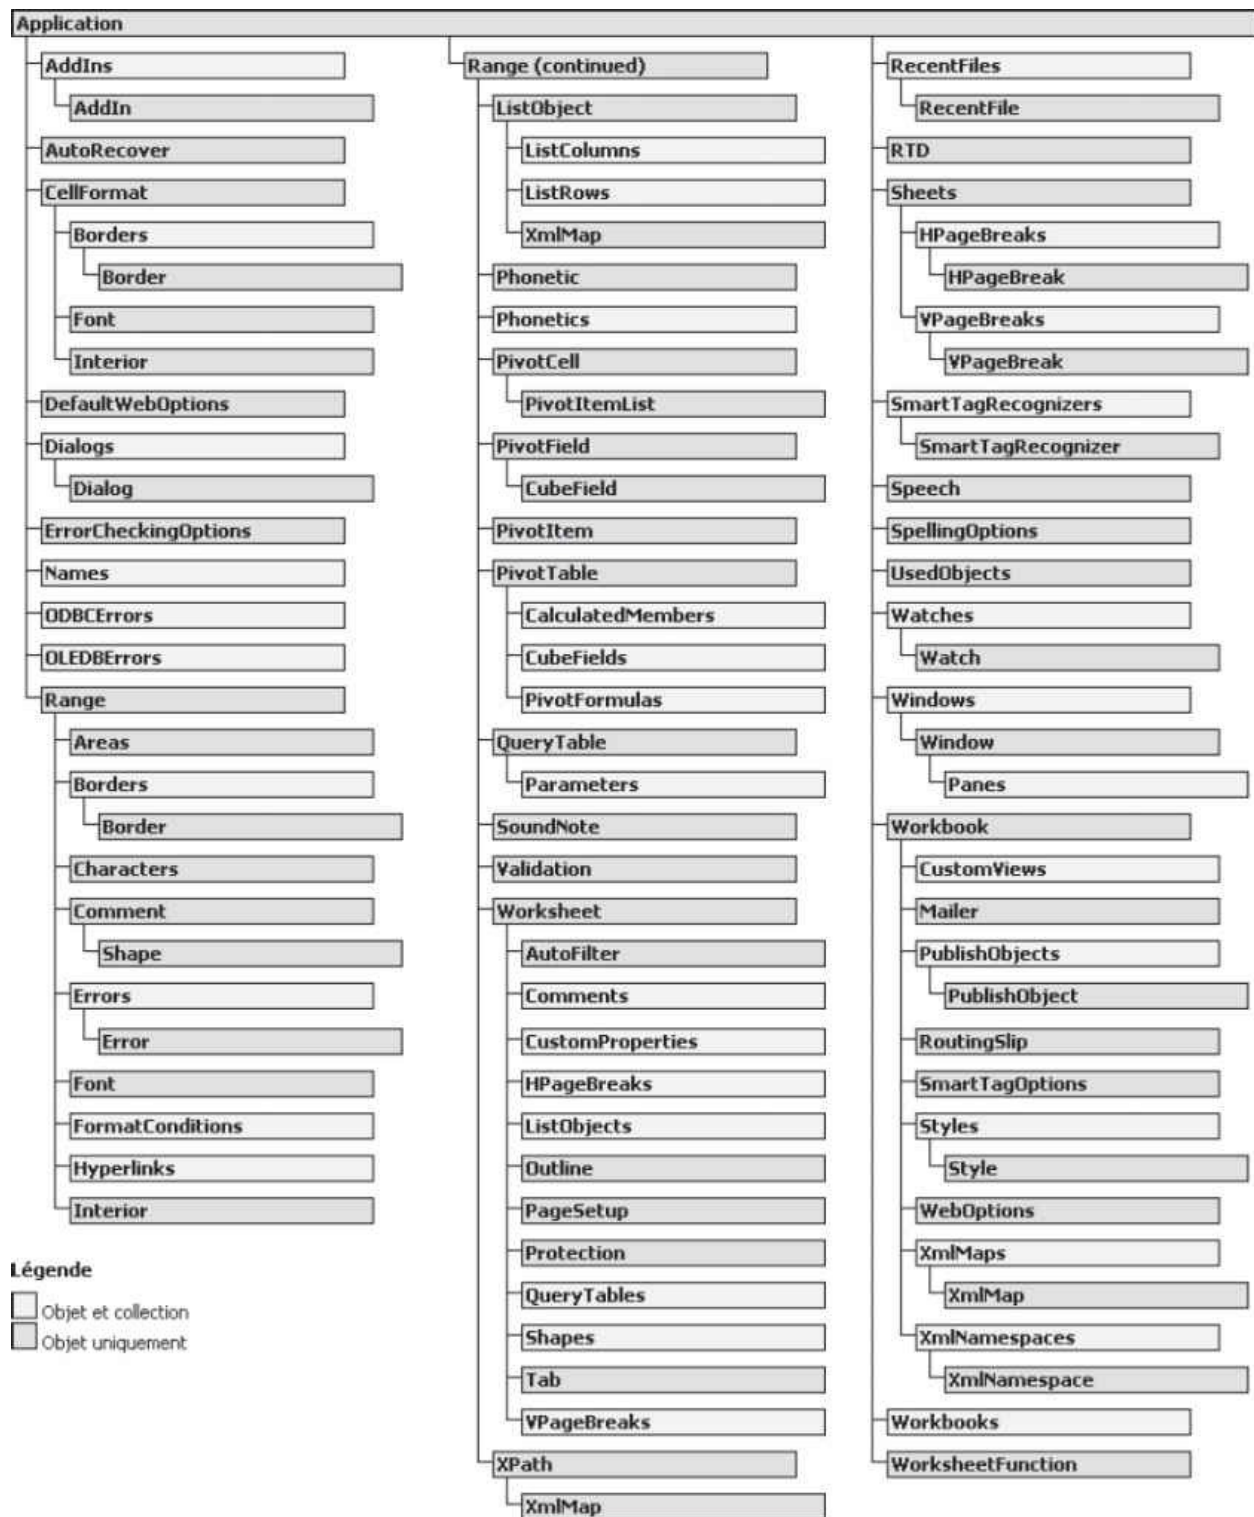 Application
AddIns
AddIn
AutoRecover
CellFormat
Borders
Border
Font
Interior
DefaultWebOptions
Dialogs
Dialog
ErrorCheckingOptions
Names
ODBCErrors
OLEDBErrors
Range
Areas
Borders
Border
Characters
Comment
Shape
Errors
Error
Font
FormatConditions
Hyperlinks
Interior
Légende
Objet et collection
Objet uniquement
Range (continued)
ListObject
ListColumns
ListRows
XmlMap
Phonetic
Phonetics
PivotCell
PivotItemList
PivotField
CubeField
PivotItem
PivotTable
CalculatedMembers
CubeFields
PivotFormulas
QueryTable
Parameters
SoundNote
Validation
Worksheet
AutoFilter
Comments
CustomProperties
HPageBreaks
ListObjects
Outline
PageSetup
Protection
QueryTables
Shapes
Tab
VPageBreaks
XPath
XmlMap
RecentFiles
RecentFile
RTD
Sheets
HPageBreaks
HPageBreak
VPageBreaks
VPageBreak
SmartTagRecognizers
SmartTagRecognizer
Speech
SpellingOptions
UsedObjects
Watches
Watch
Windows
Window
Panes
Workbook
CustomViews
Mailer
PublishObjects
PublishObject
RoutingSlip
SmartTagOptions
Styles
Style
WebOptions
XmlMaps
XmlMap
XmlNamespaces
XmlNamespace
Workbooks
WorksheetFunction